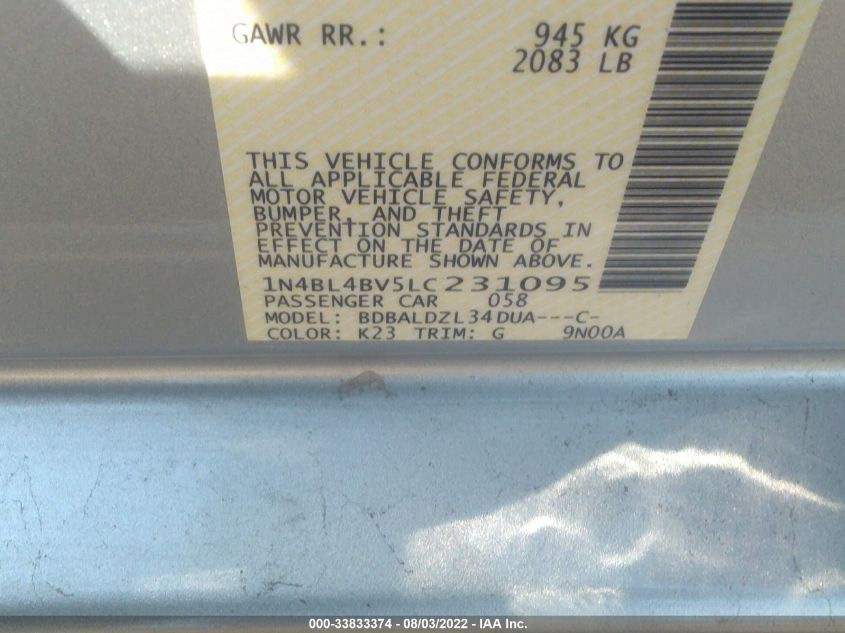 GAWR RR.: 945 KG
2083 LB
THIS VEHICLE CONFORMS TO
ALL APPLICABLE FEDERAL
MOTOR VEHICLE SAFETY,
BUMPER, AND THEFT
PREVENTION STANDARDS IN
EFFECT ON THE DATE OF
MANUFACTURE SHOWN ABOVE.
1N4BL4BV5LC231095
PASSENGER CAR 058
MODEL: BDBALDZL34DUA---C-
COLOR: K23 TRIM: G 9N00A
000-33833374 - 08/03/2022 - IAA Inc.